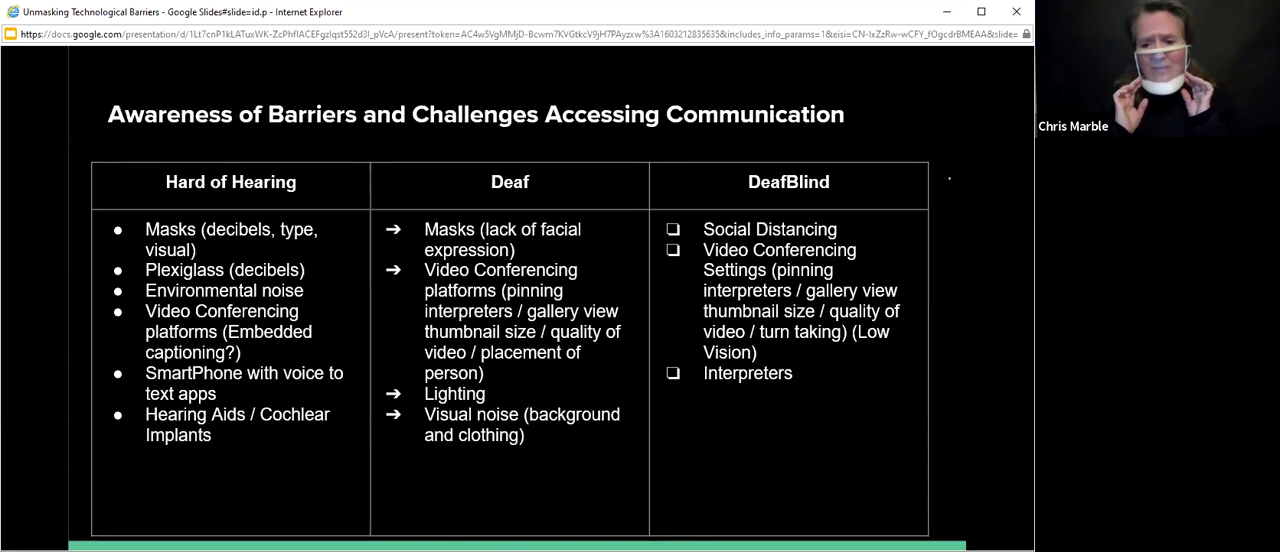 Unmasking Technological Barriers - Google Slides#slide=id.p - Internet Explorer
Chris Marble
Awareness of Barriers and Challenges Accessing Communication
Hard of Hearing
● Masks (decibels, type,
visual)
● Plexiglass (decibels)
● Environmental noise
● Video Conferencing
platforms (Embedded
captioning?)
● SmartPhone with voice to
text apps
● Hearing Aids / Cochlear
Implants
Deaf
➔ Masks (lack of facial
expression)
➔ Video Conferencing
platforms (pinning
interpreters / gallery view
thumbnail size / quality of
video / placement of
person)
➔ Lighting
➔ Visual noise (background
and clothing)
DeafBlind
❏ Social Distancing
❏ Video Conferencing
Settings (pinning
interpreters / gallery view
thumbnail size / quality of
video / turn taking) (Low
Vision)
❏ Interpreters